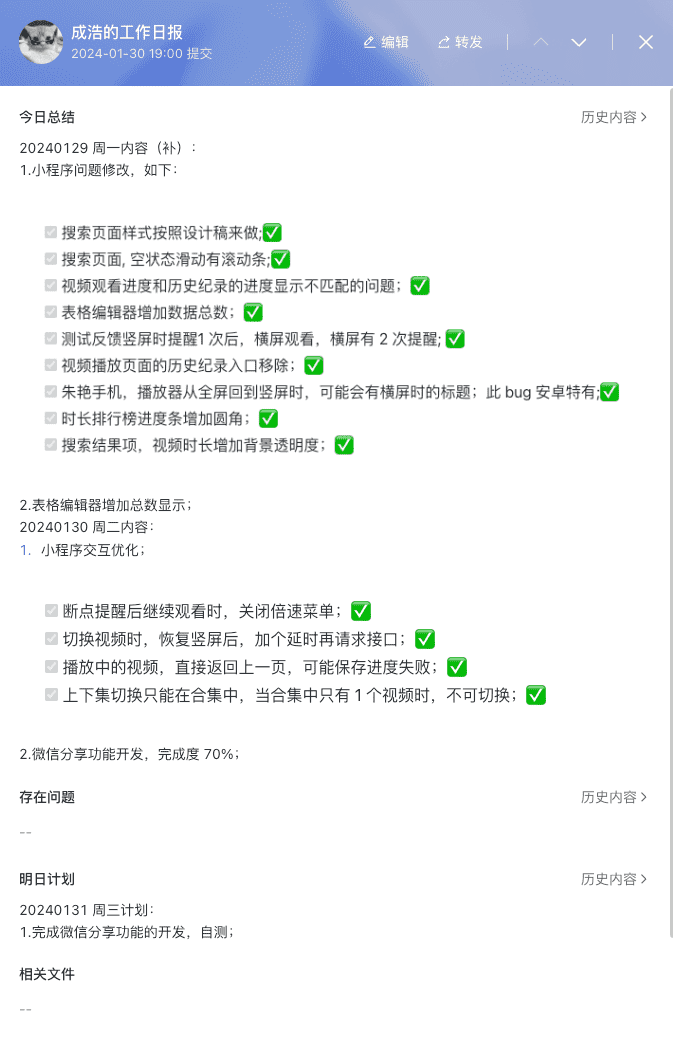 成浩的工作日报
2024-01-30 19:00 提交
编辑
转发
今日总结
历史内容
20240129 周一内容（补）:
1.小程序问题修改，如下:
搜索页面样式按照设计稿来做;✅
搜索页面, 空状态滑动有滚动条;✅
视频观看进度和历史纪录的进度显示不匹配的问题；✅
表格编辑器增加数据总数；✅
测试反馈竖屏时提醒1 次后，横屏观看，横屏有 2 次提醒;✅
视频播放页面的历史纪录入口移除；✅
朱艳手机，播放器从全屏回到竖屏时，可能会有横屏时的标题；此 bug 安卓特有;✅
时长排行榜进度条增加圆角；✅
搜索结果项，视频时长增加背景透明度；✅
2.表格编辑器增加总数显示；
20240130 周二内容:
1. 小程序交互优化；
断点提醒后继续观看时，关闭倍速菜单；✅
切换视频时，恢复竖屏后，加个延时再请求接口；✅
播放中的视频，直接返回上一页，可能保存进度失败；✅
上下集切换只能在合集中，当合集中只有 1 个视频时，不可切换；✅
2.微信分享功能开发，完成度 70%；
存在问题
历史内容
--
明日计划
历史内容
20240131 周三计划:
1.完成微信分享功能的开发，自测；
相关文件
--